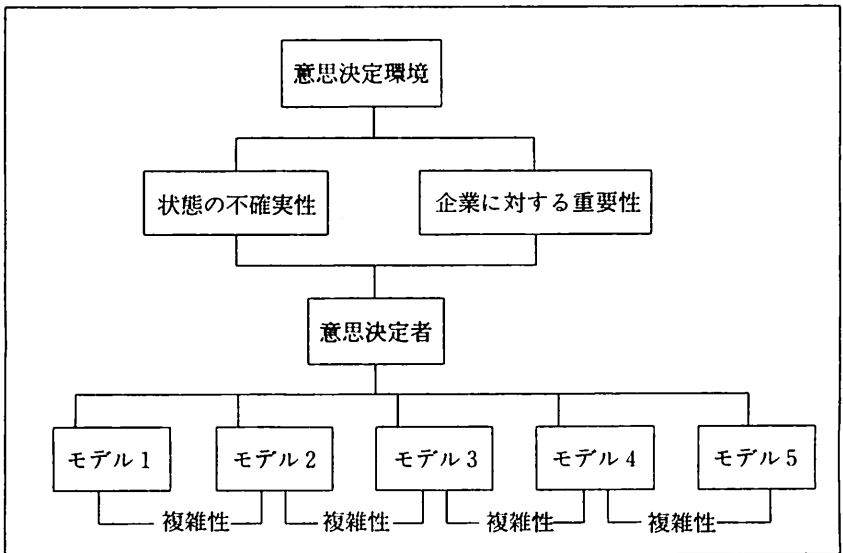 意思決定環境
状態の不確実性
企業に対する重要性
意思決定者
モデル1
モデル2
モデル3
モデル4
モデル5
複雑性
複雑性
複雑性
複雑性